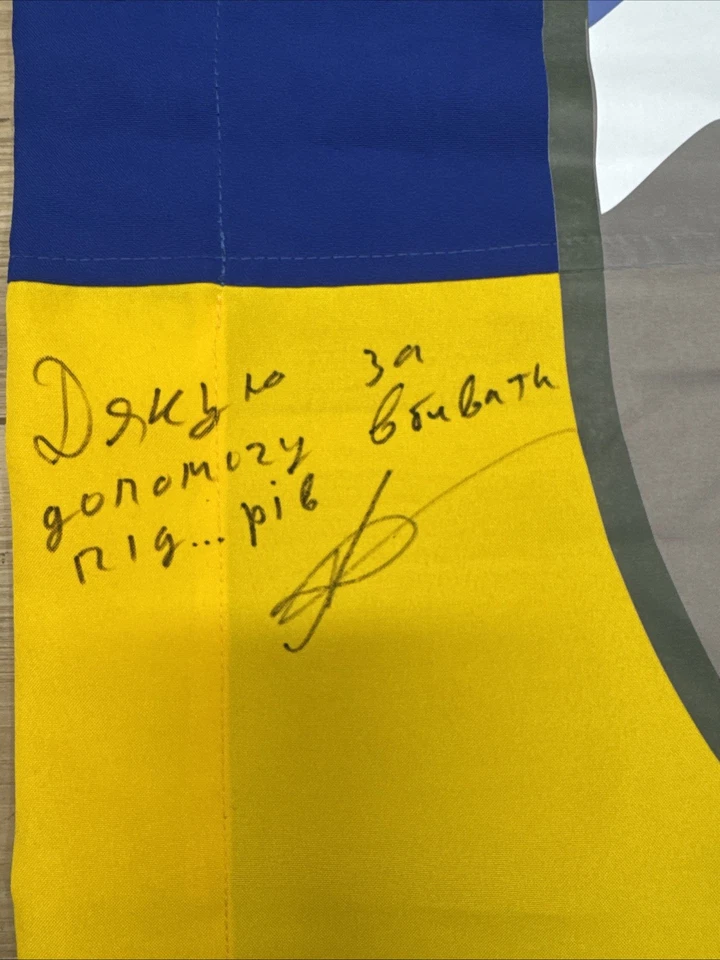 Дякую за
допомогу вбивати
під...рів